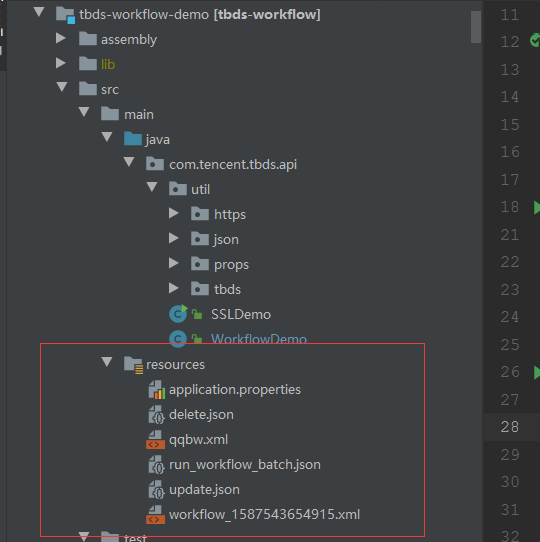 tbds-workflow-demo [tbds-workflow]
assembly
lib
src
main
java
com.tencent.tbds.api
util
https
json
props
tbds
SSLDemo
WorkflowDemo
resources
application.properties
delete.json
qqbw.xml
run_workflow_batch.json
update.json
workflow_1587543654915.xml
test
11
12
13
14
15
16
17
18
21
22
23
24
25
26
27
28
29
30
31
32